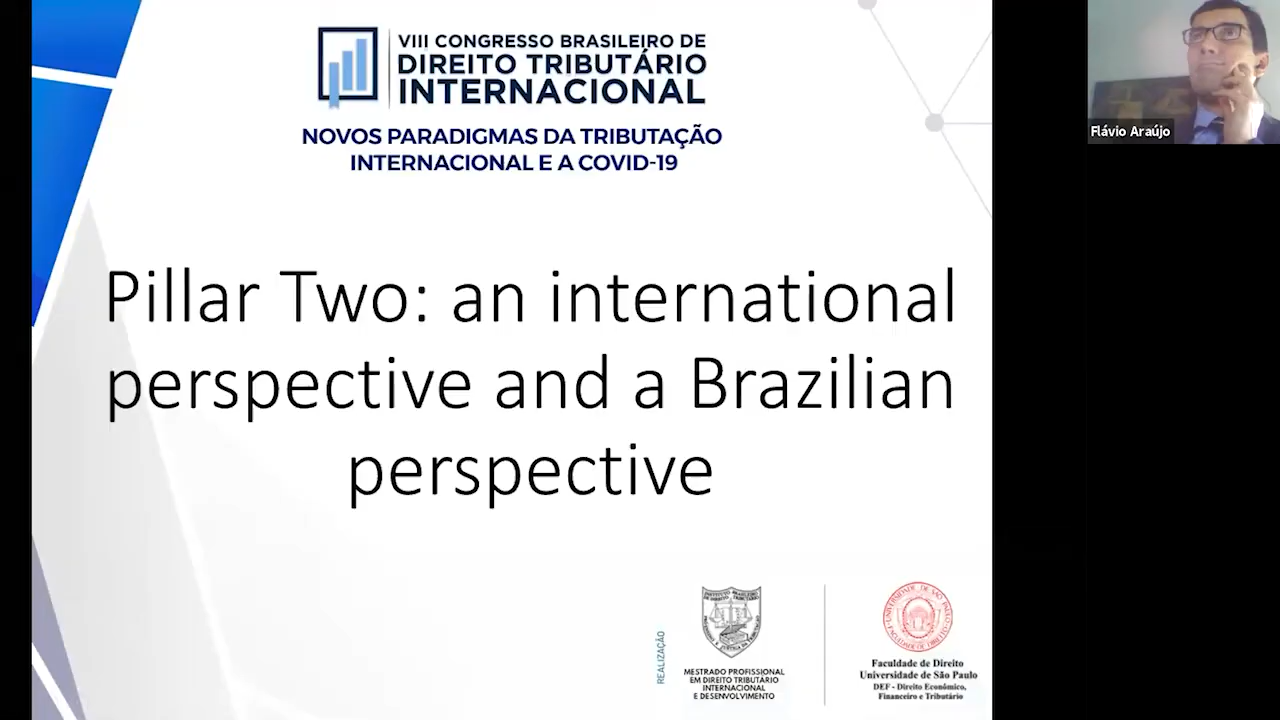 VIII CONGRESSO BRASILEIRO DE
DIREITO TRIBUTÁRIO
INTERNACIONAL
NOVOS PARADIGMAS DA TRIBUTAÇÃO
INTERNACIONAL E A COVID-19
Flávio Araújo
Pillar Two: an international
perspective and a Brazilian
perspective
REALIZAÇÃO
MESTRADO PROFISSIONAL
EM DIREITO TRIBUTÁRIO
INTERNACIONAL
E DESENVOLVIMENTO
Faculdade de Direito
Universidade de São Paulo
DEF - Direito Econômico,
Financeiro e Tributário